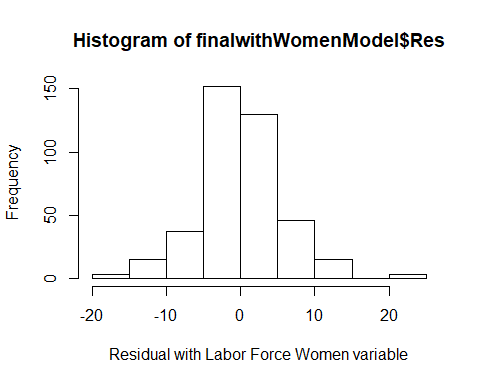 Histogram of finalwithWomenModel$Res
Frequency
150
100
50
0
-20 -10 0 10 20
Residual with Labor Force Women variable